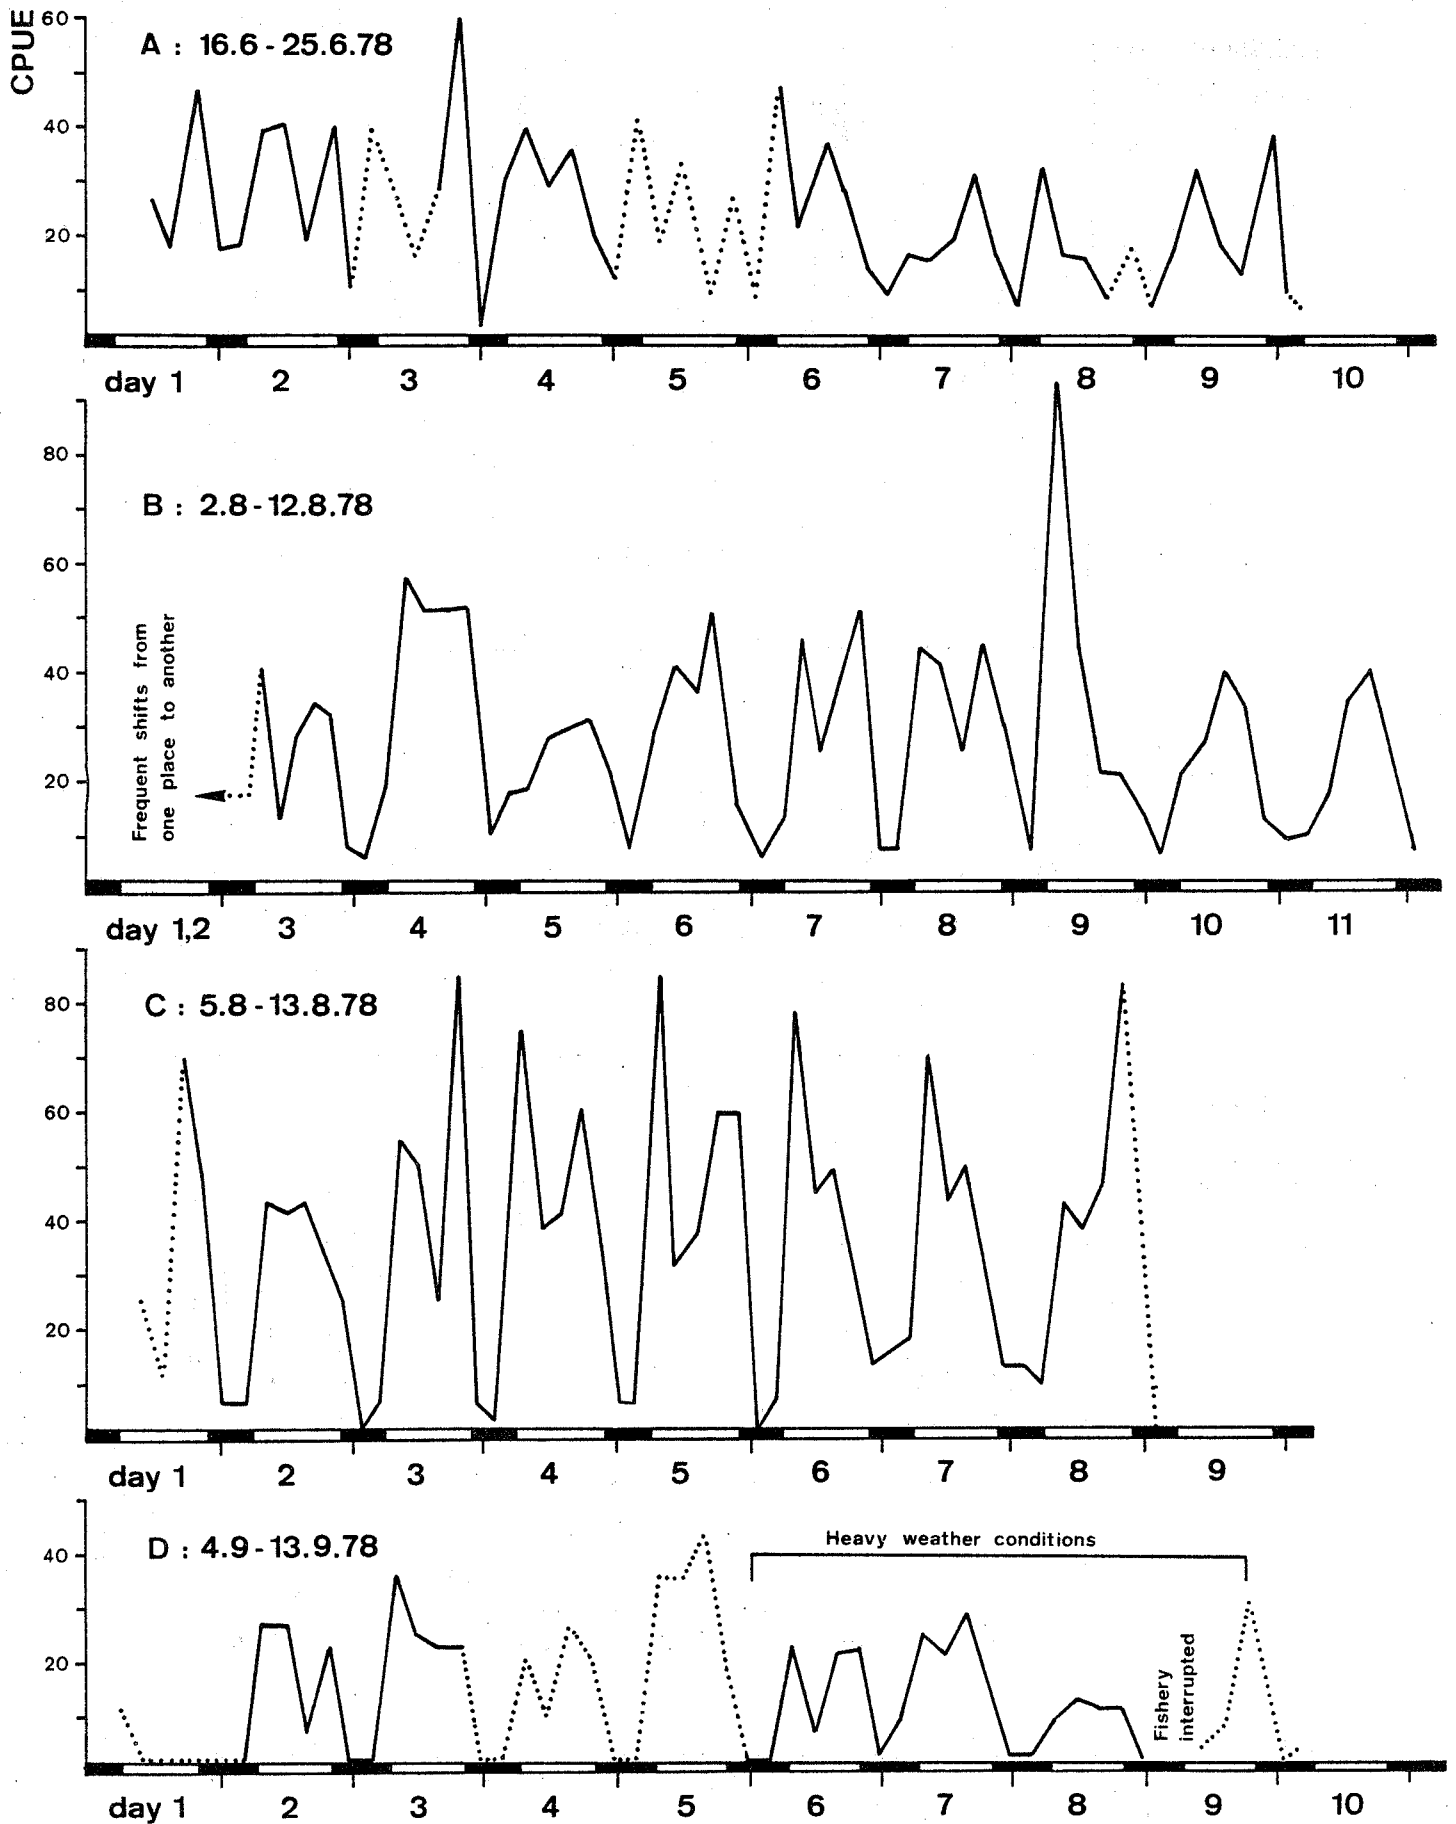 CPUE
60
A : 16.6 - 25.6.78
40
20
day 1 2 3 4 5 6 7 8 9 10
80
B : 2.8 - 12.8.78
60
Frequent shifts from
one place to another
40
20
day 1,2 3 4 5 6 7 8 9 10 11
80
C : 5.8 - 13.8.78
60
40
20
day 1 2 3 4 5 6 7 8 9
D : 4.9 - 13.9.78
Heavy weather conditions
40
20
Fishery
interrupted
day 1 2 3 4 5 6 7 8 9 10